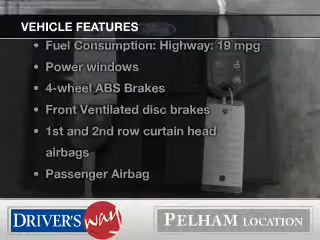 VEHICLE FEATURES
• Fuel Consumption: Highway: 19 mpg
• Power windows
• 4-wheel ABS Brakes
• Front Ventilated disc brakes
• 1st and 2nd row curtain head
airbags
• Passenger Airbag
DRIVER'S way
PELHAM LOCATION